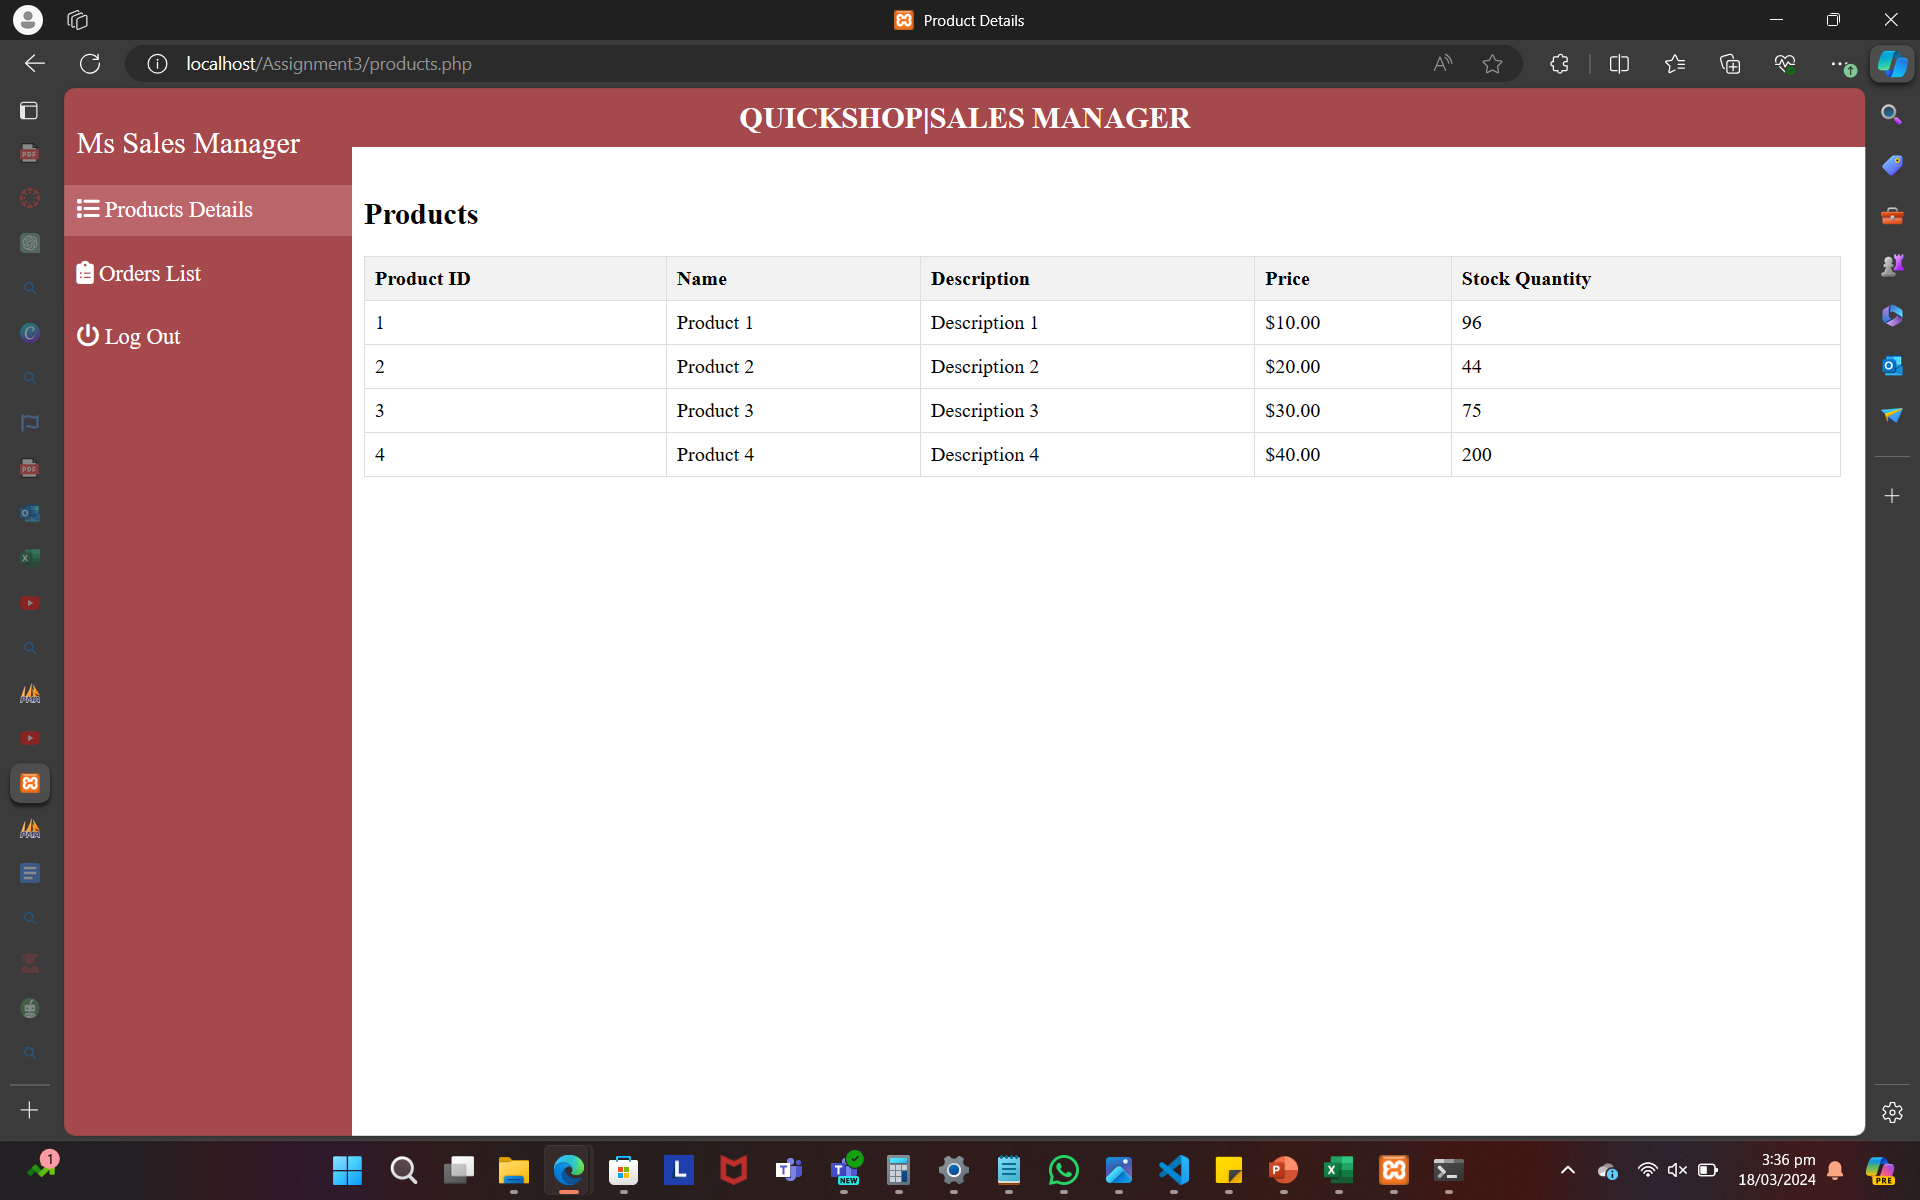 Product Details
localhost/Assignment3/products.php
QUICKSHOP|SALES MANAGER
Ms Sales Manager
Products Details
Orders List
Log Out
Products
Product ID Name Description Price Stock Quantity
1 Product 1 Description 1 $10.00 96
2 Product 2 Description 2 $20.00 44
3 Product 3 Description 3 $30.00 75
4 Product 4 Description 4 $40.00 200
1
NEW
3:36 pm
18/03/2024
PRE